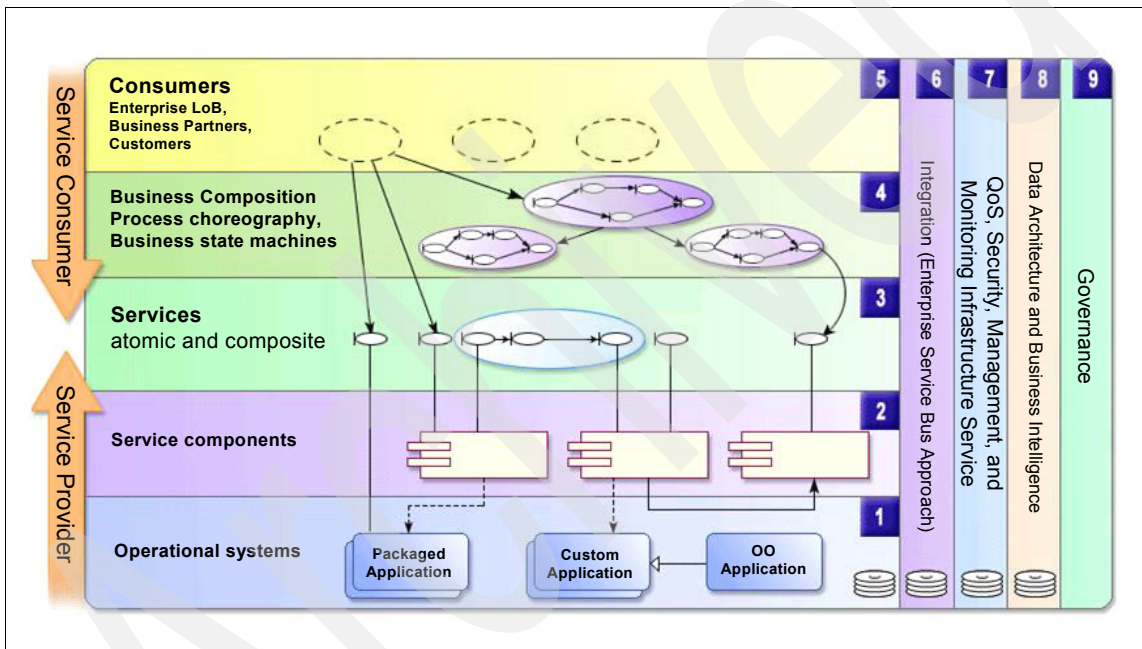 Service Consumer
Service Provider
Consumers
Enterprise LoB,
Business Partners,
Customers
5
Business Composition
Process choreography,
Business state machines
4
Services
atomic and composite
3
Service components
2
Operational systems
Packaged
Application
Custom
Application
OO
Application
1
6
Integration (Enterprise Service Bus Approach)
7
QoS, Security, Management, and
Monitoring Infrastructure Service
8
Data Architecture and Business Intelligence
9
Governance